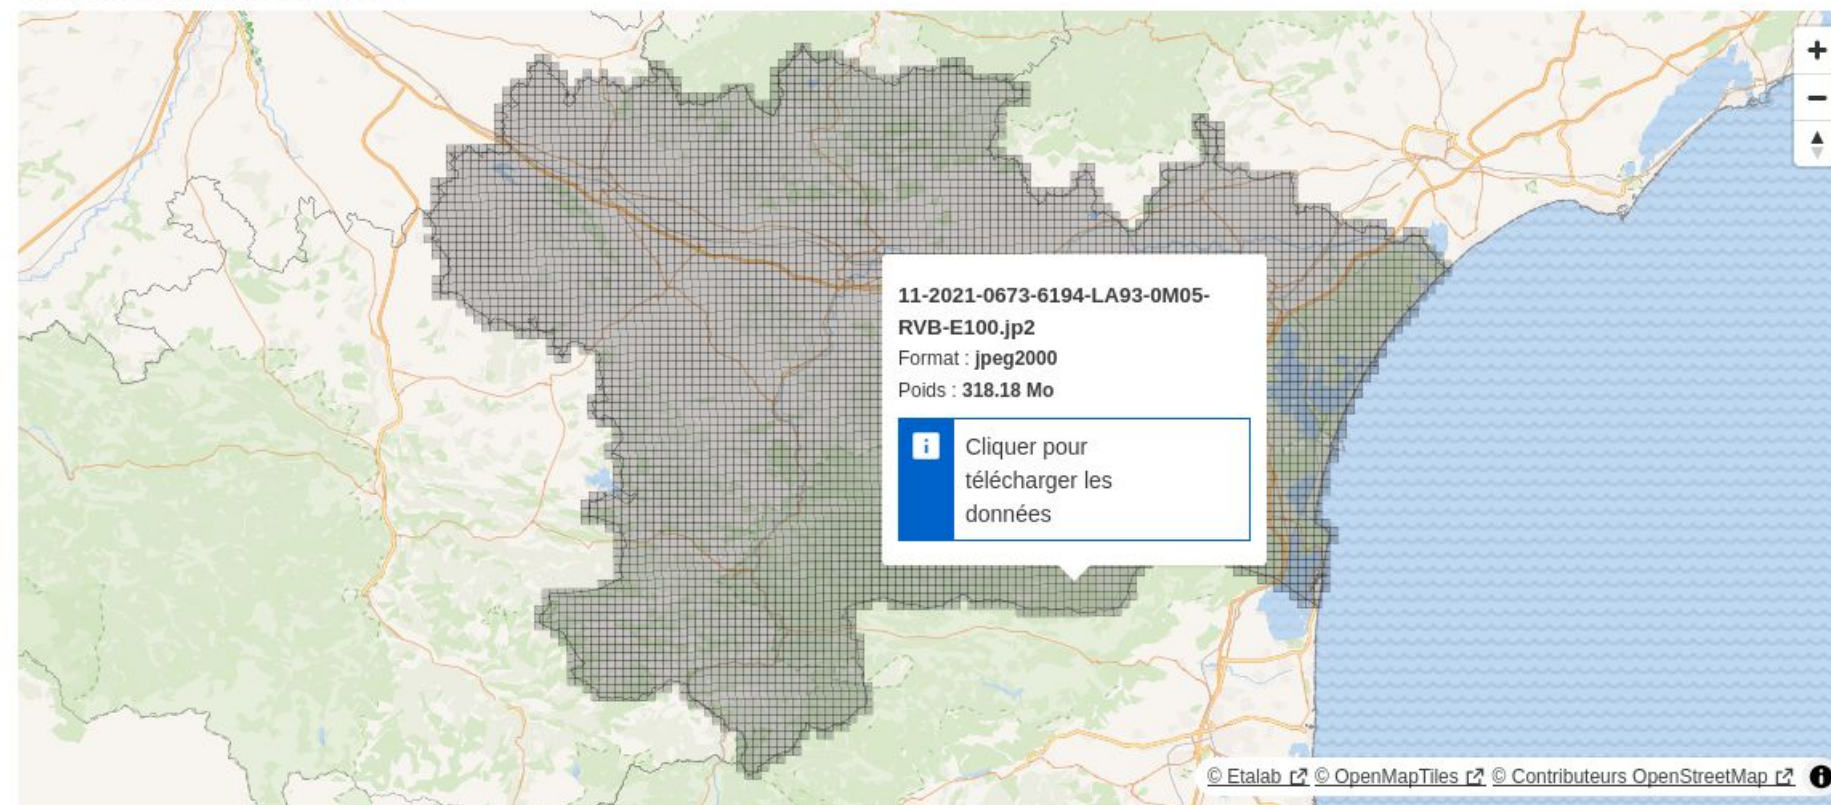 11-2021-0673-6194-LA93-0M05-
RVB-E100.jp2
Format : jpeg2000
Poids : 318.18 Mo
Cliquer pour
télécharger les
données
© Etalab © OpenMapTiles © Contributeurs OpenStreetMap